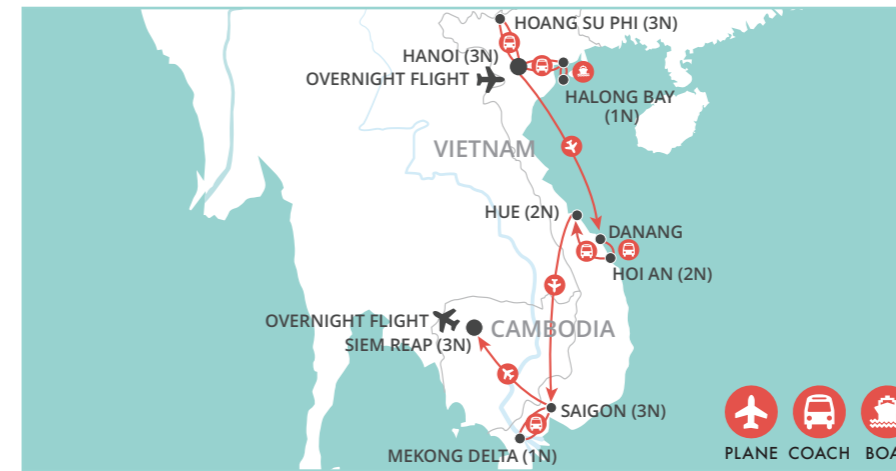 HOANG SU PHI (3N)
HANOI (3N)
OVERNIGHT FLIGHT
HALONG BAY
(1N)
VIETNAM
HUE (2N)
DANANG
HOI AN (2N)
OVERNIGHT FLIGHT
CAMBODIA
SIEM REAP (3N)
SAIGON (3N)
MEKONG DELTA (1N)
PLANE COACH BOA